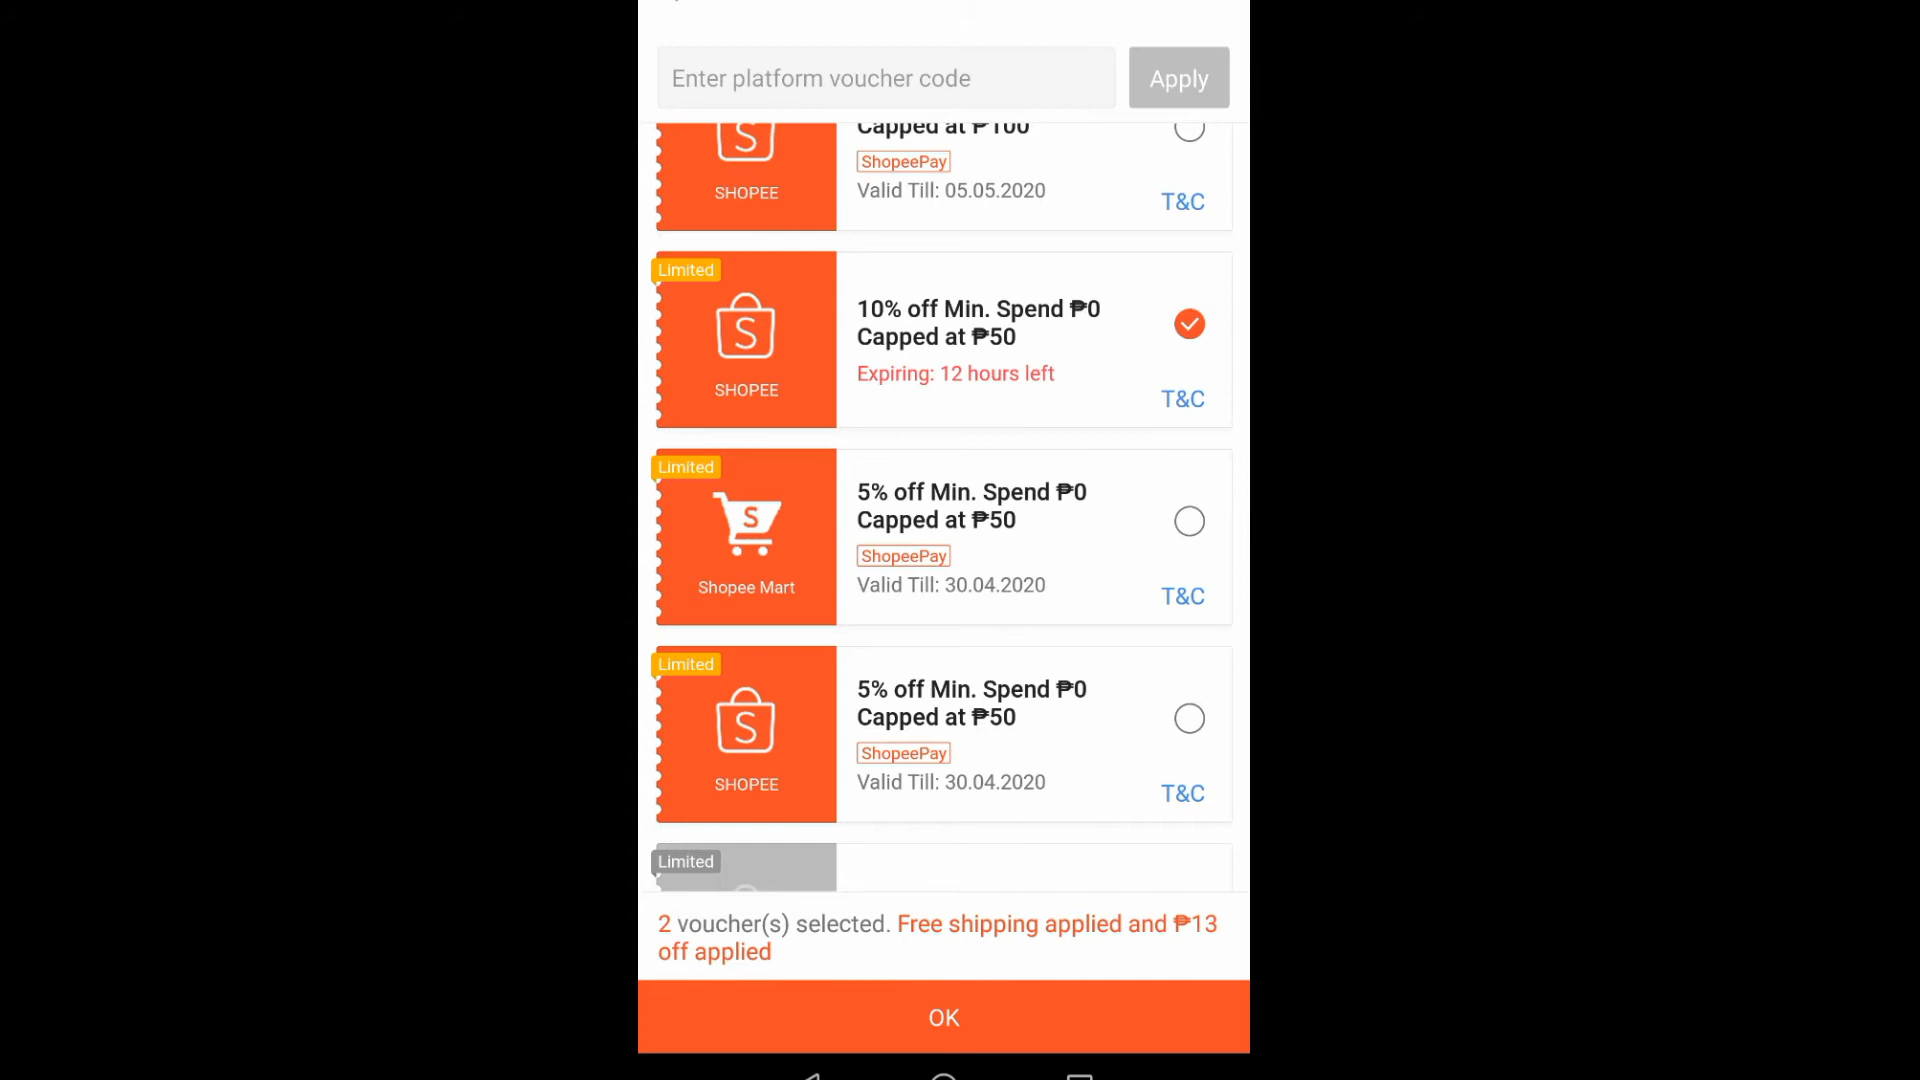 Enter platform voucher code
Apply
Capped at ₱100
ShopeePay
SHOPEE
Valid Till: 05.05.2020
T&C
Limited
S
10% off Min. Spend ₱0
Capped at ₱50
Expiring: 12 hours left
SHOPEE
T&C
Limited
S
5% off Min. Spend ₱0
Capped at ₱50
ShopeePay
Shopee Mart
Valid Till: 30.04.2020
T&C
Limited
S
5% off Min. Spend ₱0
Capped at ₱50
ShopeePay
SHOPEE
Valid Till: 30.04.2020
T&C
Limited
2 voucher(s) selected. Free shipping applied and ₱13
off applied
OK